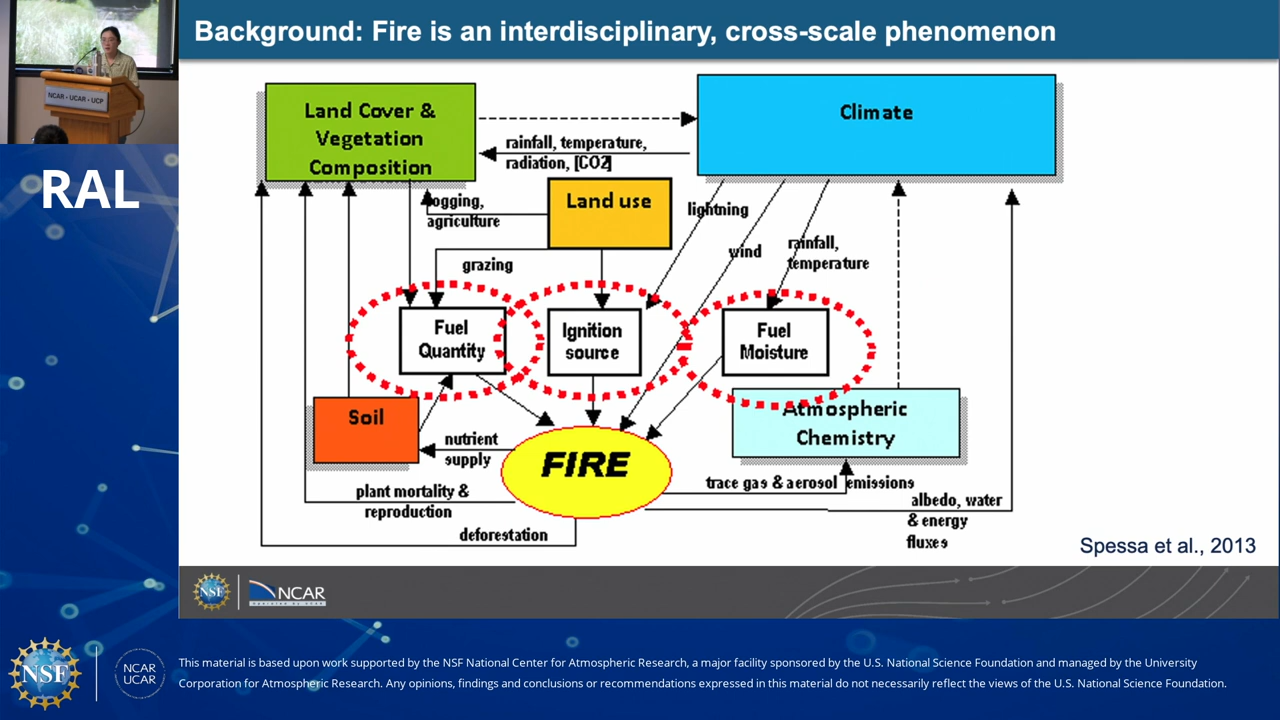 Background: Fire is an interdisciplinary, cross-scale phenomenon
NCAR • UCAR • UCP
RAL
Land Cover &
Vegetation
Composition
Climate
rainfall, temperature,
radiation, [CO2]
Land use
logging,
agriculture
lightning
wind
rainfall,
temperature
grazing
Fuel
Quantity
Ignition
source
Fuel
Moisture
Soil
Atmospheric
Chemistry
nutrient
supply
FIRE
trace gas & aerosol emissions
plant mortality &
reproduction
albedo, water
& energy
fluxes
deforestation
Spessa et al., 2013
NSF
NCAR
NSF
NCAR
UCAR
This material is based upon work supported by the NSF National Center for Atmospheric Research, a major facility sponsored by the U.S. National Science Foundation and managed by the University
Corporation for Atmospheric Research. Any opinions, findings and conclusions or recommendations expressed in this material do not necessarily reflect the views of the U.S. National Science Foundation.